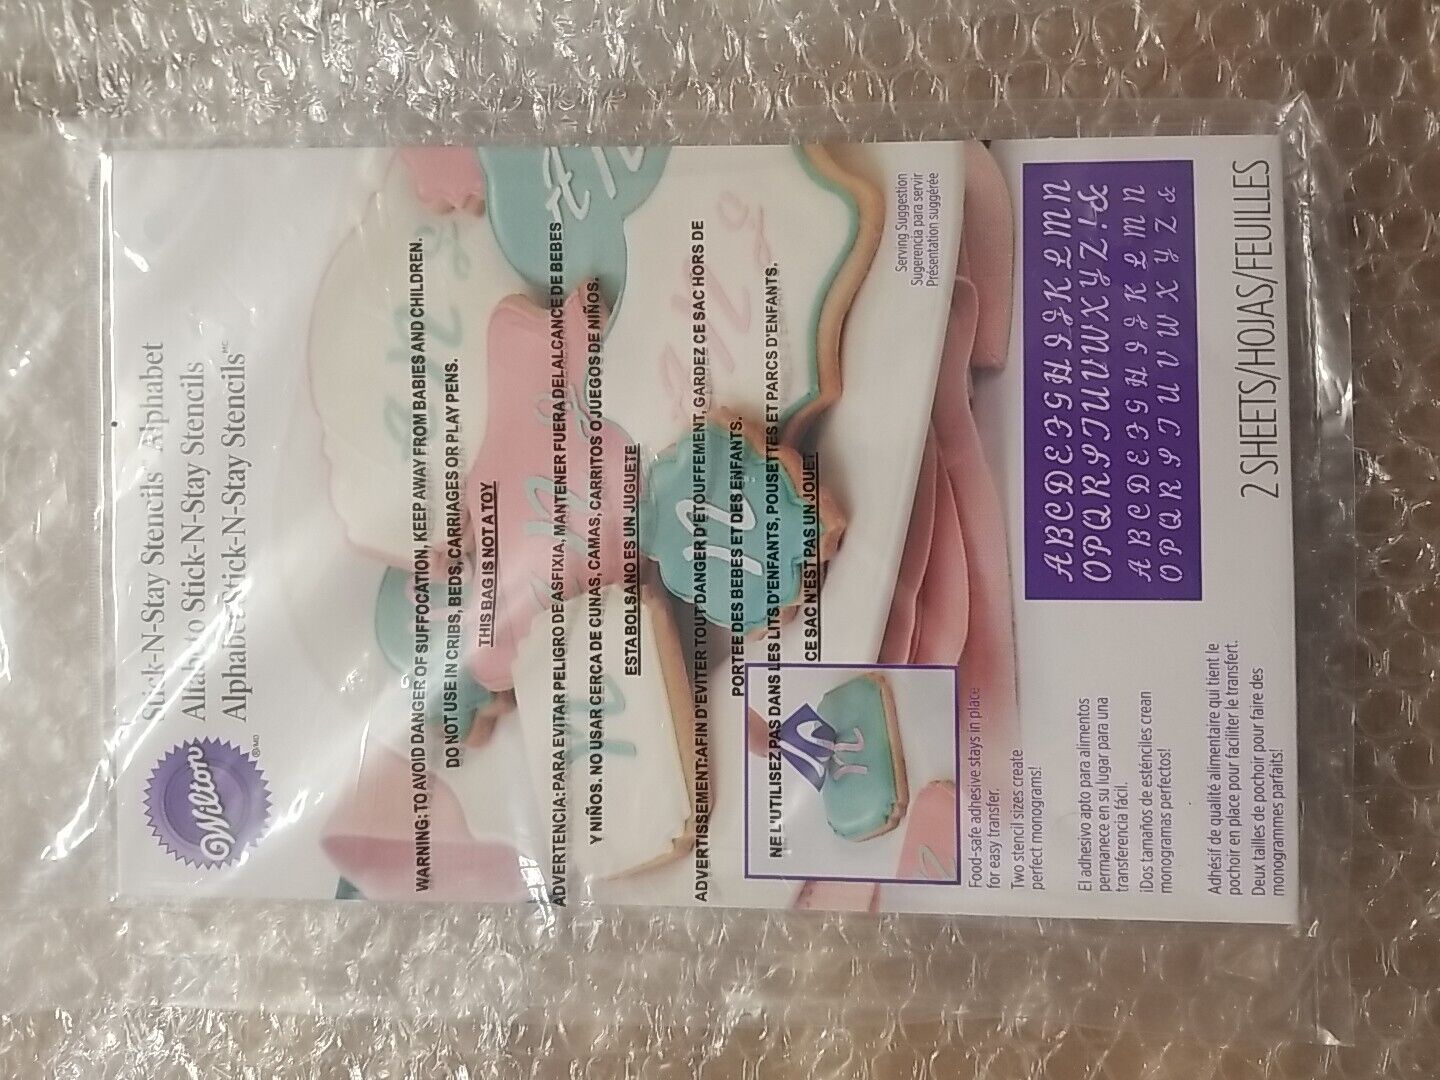 Wilton
®/MD
Stick-N-Stay Stencils™ Alphabet
Alfabeto Stick-N-Stay Stencils
Alphabet Stick-N-Stay Stencils MC
WARNING: TO AVOID DANGER OF SUFFOCATION, KEEP AWAY FROM BABIES AND CHILDREN.
DO NOT USE IN CRIBS, BEDS, CARRIAGES OR PLAY PENS.
THIS BAG IS NOT A TOY
ADVERTENCIA: PARA EVITAR PELIGRO DE ASFIXIA, MANTENER FUERA DEL ALCANCE DE BEBES
Y NIÑOS. NO USAR CERCA DE CUNAS, CAMAS, CARRITOS O JUEGOS DE NIÑOS.
ESTA BOLSA NO ES UN JUGUETE
ADVERTISSEMENT:AFIN D'EVITER TOUT DANGER D'ETOUFFEMENT, GARDEZ CE SAC HORS DE
PORTEE DES BEBES ET DES ENFANTS.
NE L'UTILISEZ PAS DANS LES LITS D'ENFANTS, POUSETTES ET PARCS D'ENFANTS.
CE SAC N'EST PAS UN JOUET
Serving Suggestion
Sugerencia para servir
Présentation suggérée
Food-safe adhesive stays in place
for easy transfer.
Two stencil sizes create
perfect monograms!
El adhesivo apto para alimentos
permanece en su lugar para una
transferencia fácil.
¡Dos tamaños de esténciles crean
monogramas perfectos!
Adhésif de qualité alimentaire qui tient le
pochoir en place pour faciliter le transfert.
Deux tailles de pochoir pour faire des
monogrammes parfaits!
ABCDEFGHIJKLMN
OPQRSTUVWXYZ!&
ABCDEFGHIJKLMN
OPQRSTUVWXYZ&
2 SHEETS/HOJAS/FEUILLES